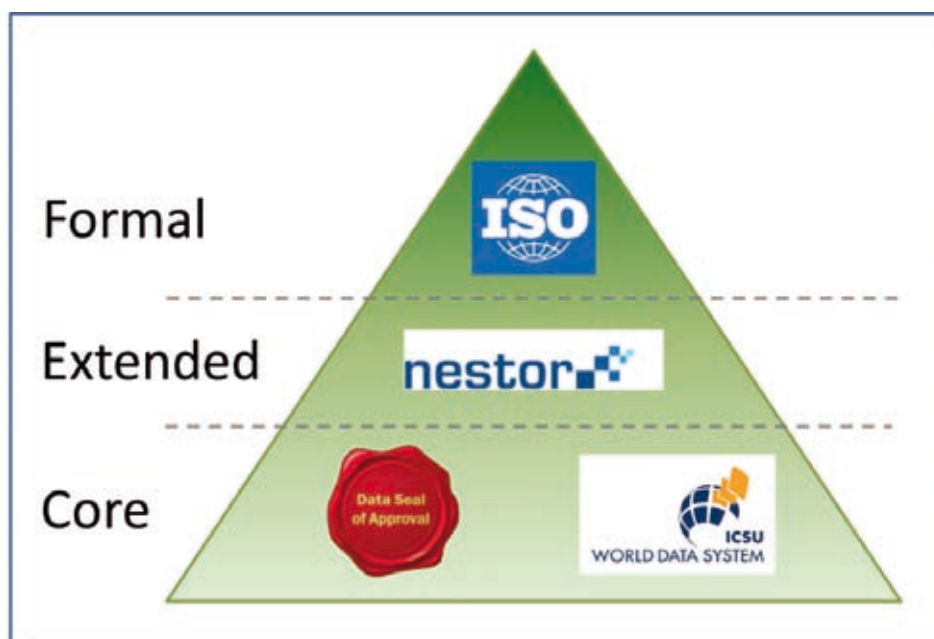 Formal
ISO
Extended
nestor
Core
Data Seal
of Approval
ICSU
WORLD DATA SYSTEM